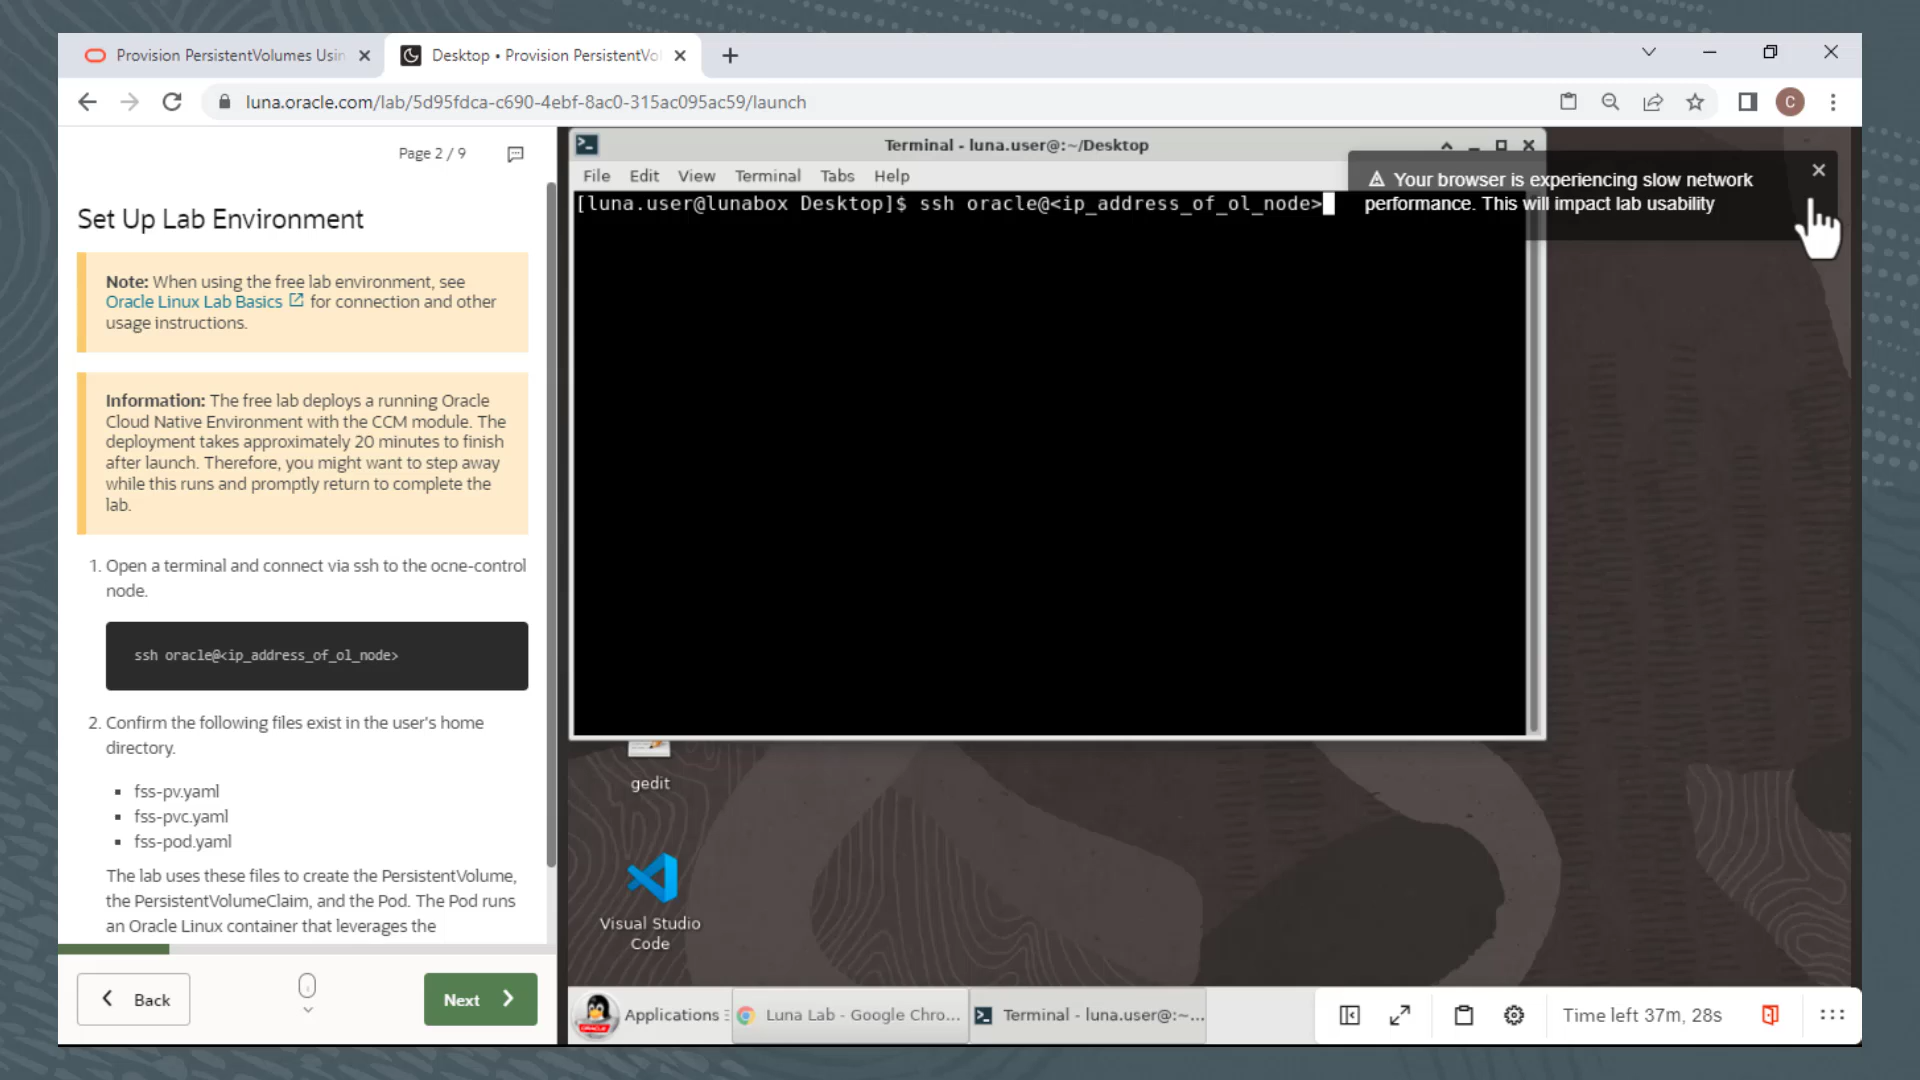 Provision PersistentVolumes Usin
Desktop • Provision PersistentVo
luna.oracle.com/lab/5d95fdca-c690-4ebf-8ac0-315ac095ac59/launch
C
Page 2 / 9
Set Up Lab Environment
Note: When using the free lab environment, see
Oracle Linux Lab Basics for connection and other
usage instructions.
Information: The free lab deploys a running Oracle
Cloud Native Environment with the CCM module. The
deployment takes approximately 20 minutes to finish
after launch. Therefore, you might want to step away
while this runs and promptly return to complete the
lab.
1. Open a terminal and connect via ssh to the ocne-control
node.
ssh oracle@<ip_address_of_ol_node>
2. Confirm the following files exist in the user's home
directory.
▪ fss-pv.yaml
▪ fss-pvc.yaml
▪ fss-pod.yaml
The lab uses these files to create the PersistentVolume,
the PersistentVolumeClaim, and the Pod. The Pod runs
an Oracle Linux container that leverages the
Back
Next
Terminal - luna.user@:~/Desktop
File Edit View Terminal Tabs Help
[luna.user@lunabox Desktop]$ ssh oracle@<ip_address_of_ol_node>
Your browser is experiencing slow network
performance. This will impact lab usability
gedit
Visual Studio
Code
ORACLE
Applications
Luna Lab - Google Chro...
Terminal - luna.user@:~...
Time left 37m, 28s